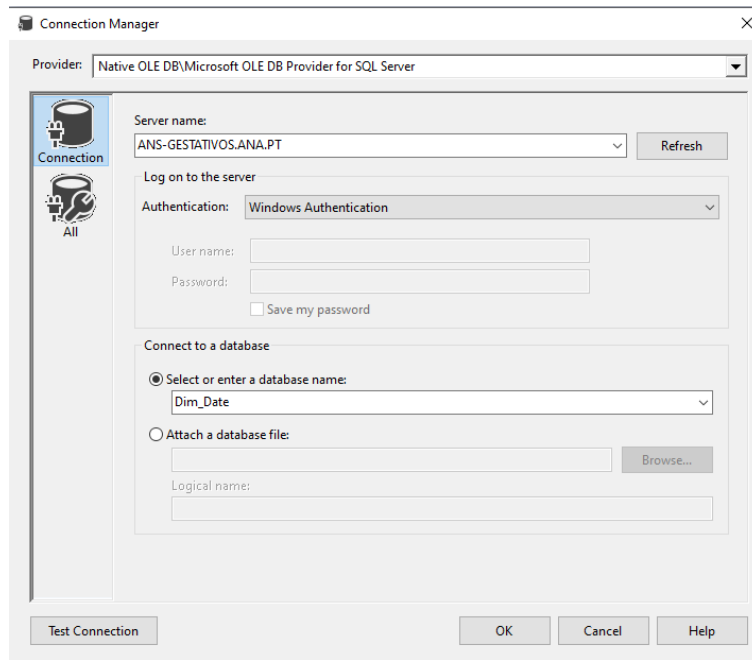 Connection Manager
Provider: Native OLE DB\Microsoft OLE DB Provider for SQL Server
Connection
All
Server name:
ANS-GESTATIVOS.ANA.PT
Refresh
Log on to the server
Authentication: Windows Authentication
User name:
Password:
Save my password
Connect to a database
Select or enter a database name:
Dim_Date
Attach a database file:
Browse...
Logical name:
Test Connection OK Cancel Help